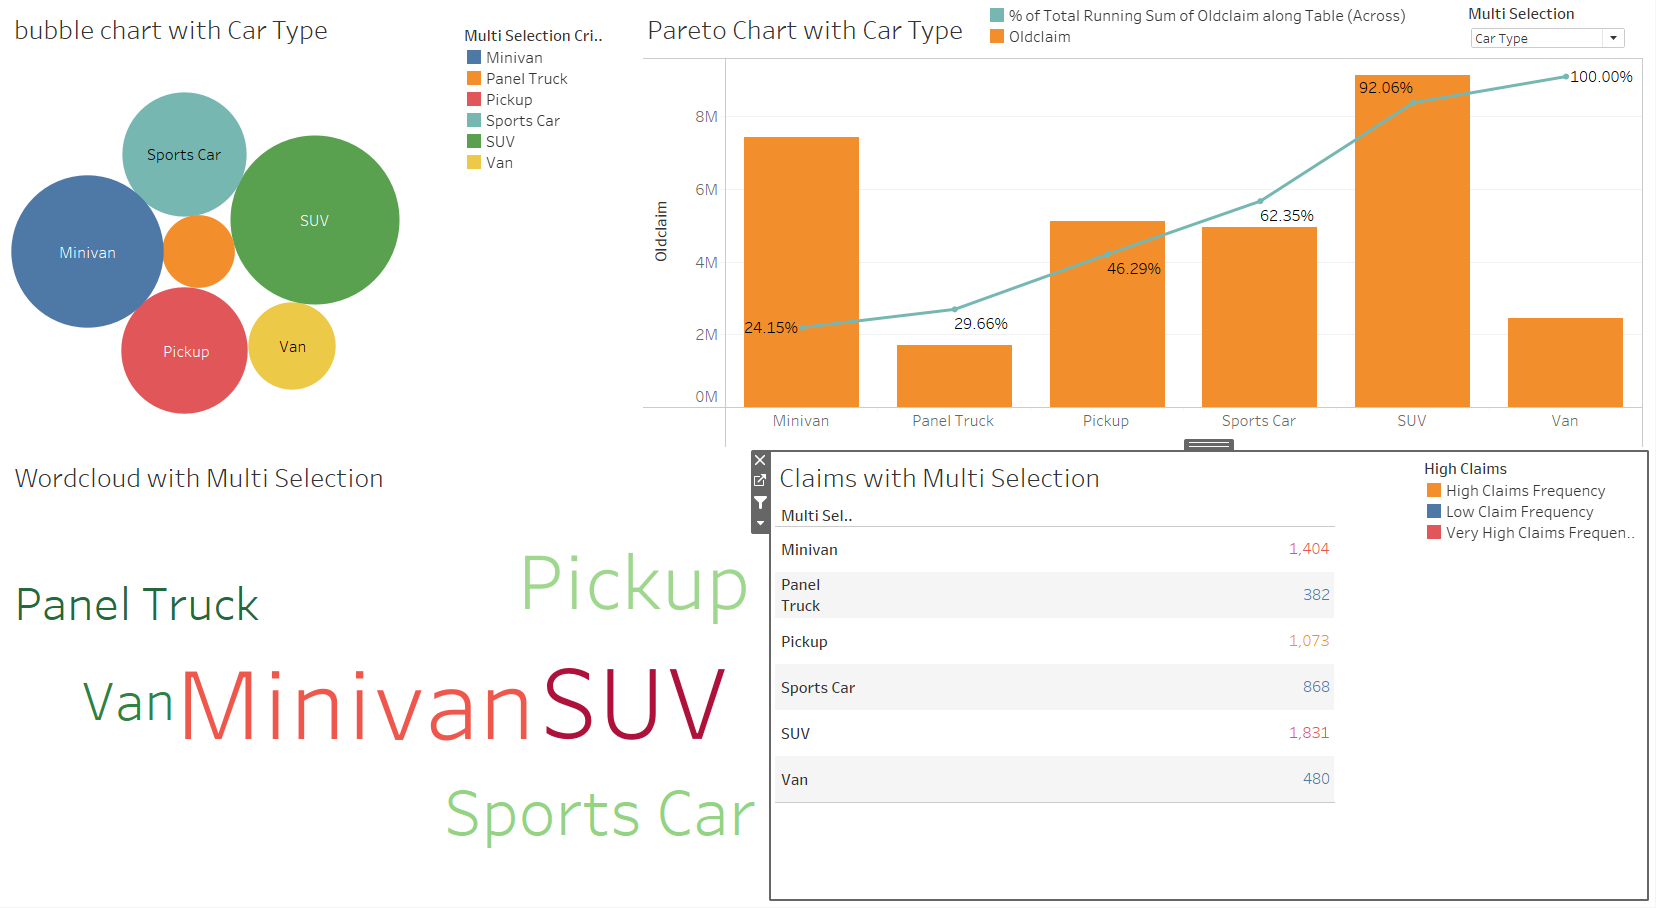 bubble chart with Car Type
Multi Selection Cri..
Minivan
Panel Truck
Pickup
Sports Car
SUV
Van
Sports Car
SUV
Minivan
Pickup
Van
Pareto Chart with Car Type
% of Total Running Sum of Oldclaim along Table (Across)
Oldclaim
Multi Selection
Car Type
Oldclaim
8M
6M
4M
2M
0M
24.15%
29.66%
46.29%
62.35%
92.06%
100.00%
Minivan
Panel Truck
Pickup
Sports Car
SUV
Van
Wordcloud with Multi Selection
Pickup
Panel Truck
Van
Minivan
SUV
Sports Car
Claims with Multi Selection
Multi Sel..
Minivan 1,404
Panel
Truck 382
Pickup 1,073
Sports Car 868
SUV 1,831
Van 480
High Claims
High Claims Frequency
Low Claim Frequency
Very High Claims Frequen..